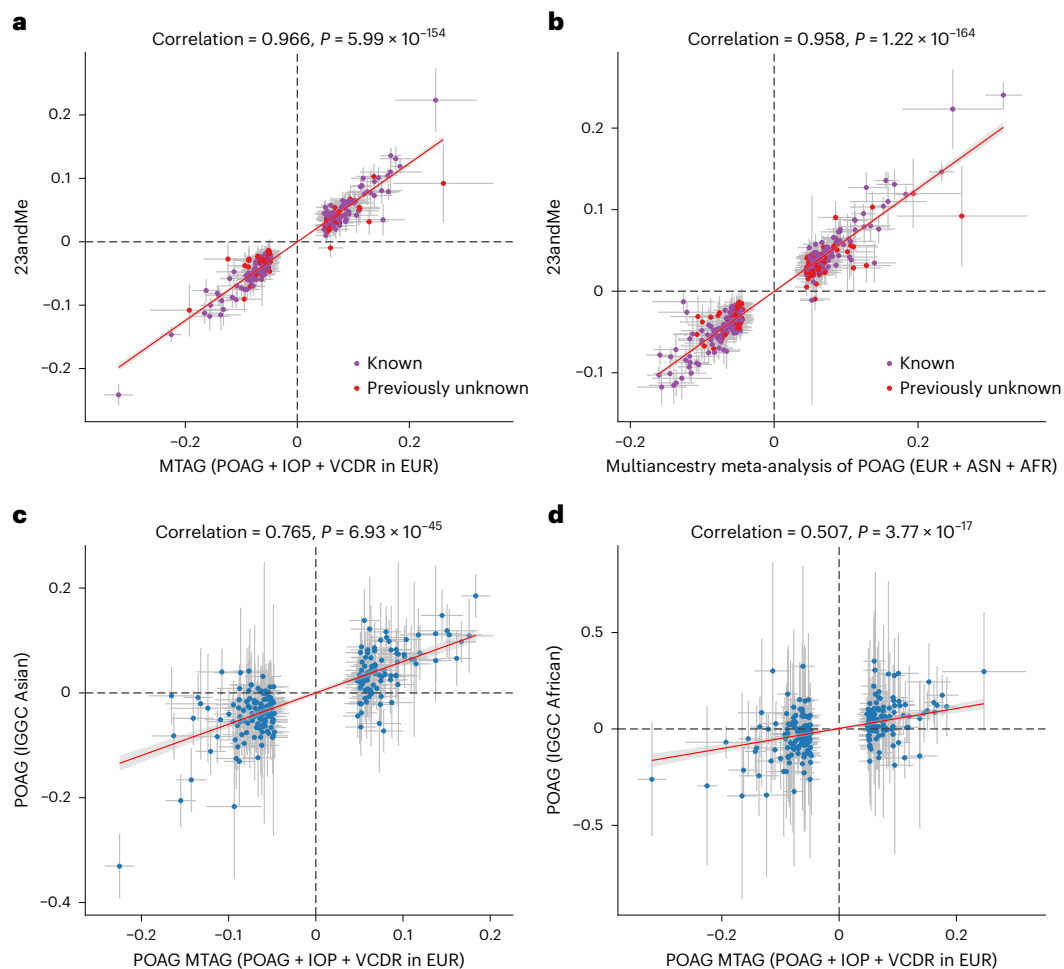 a
Correlation = 0.966, P = 5.99 × 10⁻¹⁵⁴
0.2
0.1
0
−0.1
−0.2
23andMe
Known
Previously unknown
−0.2
0
0.2
MTAG (POAG + IOP + VCDR in EUR)
b
Correlation = 0.958, P = 1.22 × 10⁻¹⁶⁴
0.2
0.1
0
−0.1
23andMe
Known
Previously unknown
−0.2
0
0.2
Multiancestry meta-analysis of POAG (EUR + ASN + AFR)
c
Correlation = 0.765, P = 6.93 × 10⁻⁴⁵
0.2
0
−0.2
−0.4
POAG (IGGC Asian)
−0.2
−0.1
0
0.1
0.2
POAG MTAG (POAG + IOP + VCDR in EUR)
d
Correlation = 0.507, P = 3.77 × 10⁻¹⁷
0.5
0
−0.5
POAG (IGGC African)
−0.2
0
0.2
POAG MTAG (POAG + IOP + VCDR in EUR)